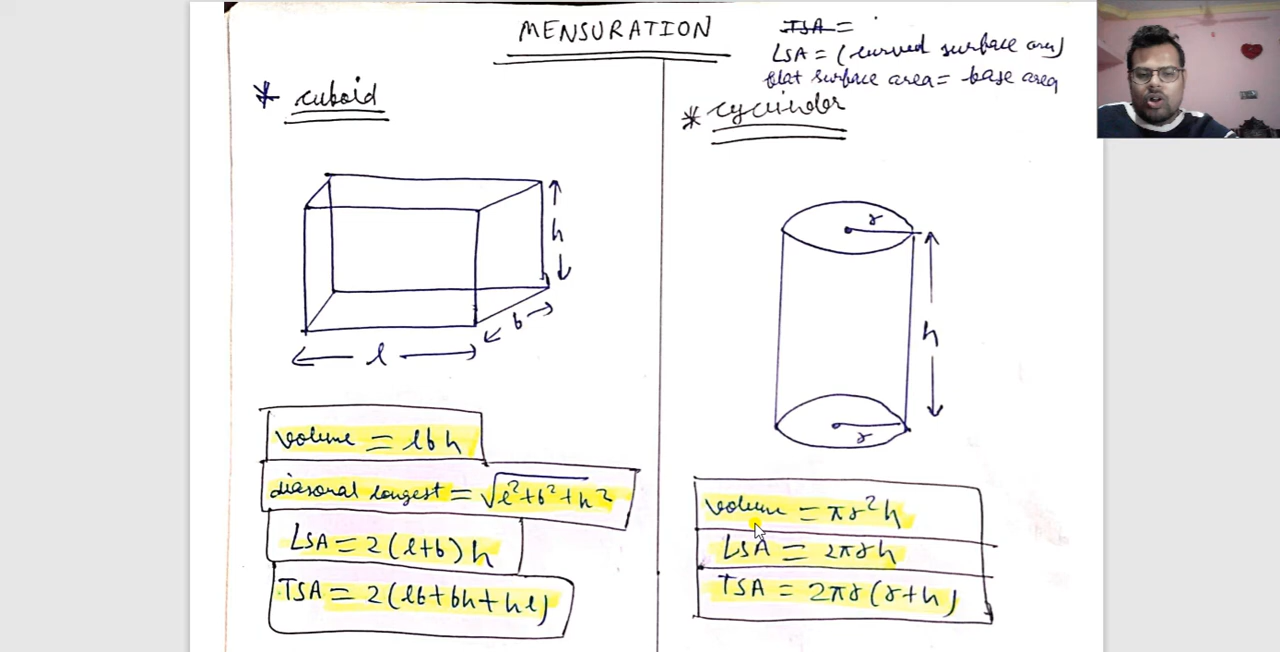 MENSURATION
TSA =
LSA = (curved surface area)
flat surface area = base area
* cuboid
h
b
l
volume = lbh
diagonal longest = √l²+b²+h²
LSA = 2(l+b)h
TSA = 2(lb+bh+hl)
* cylinder
r
h
r
volume = πr²h
LSA = 2πrh
TSA = 2πr(r+h)